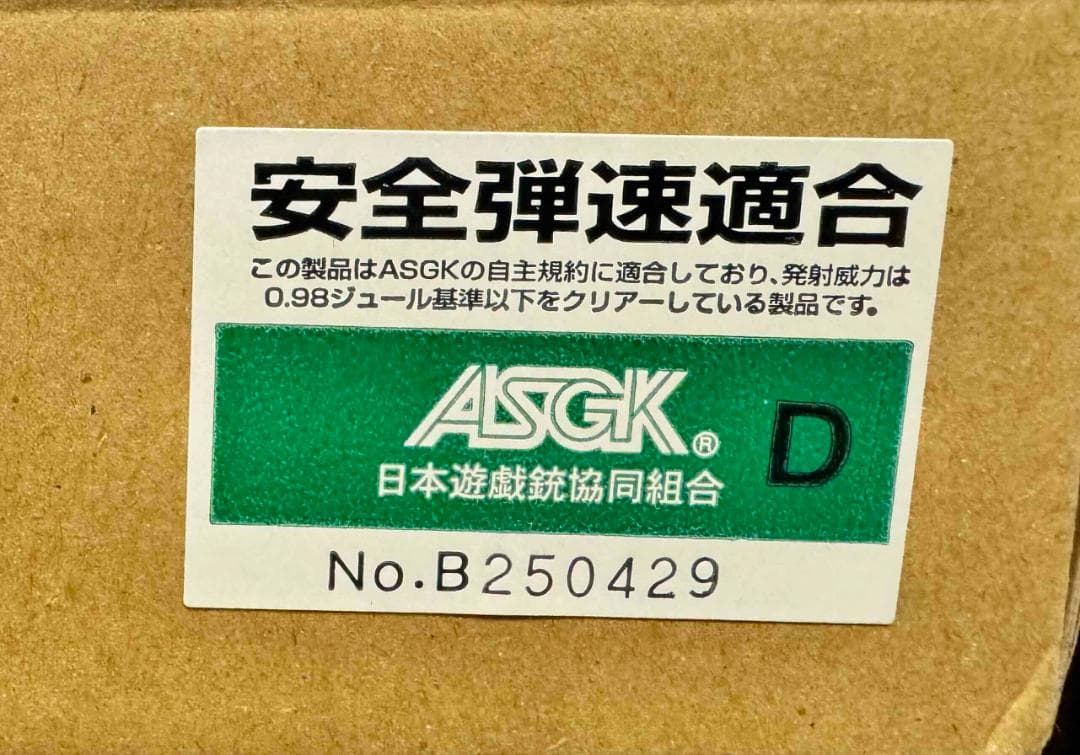 安全弾速適合
この製品はASGKの自主規約に適合しており、発射威力は
0.98ジュール基準以下をクリアーしている製品です。
ASGK® D
日本遊戯銃協同組合
No.B250429